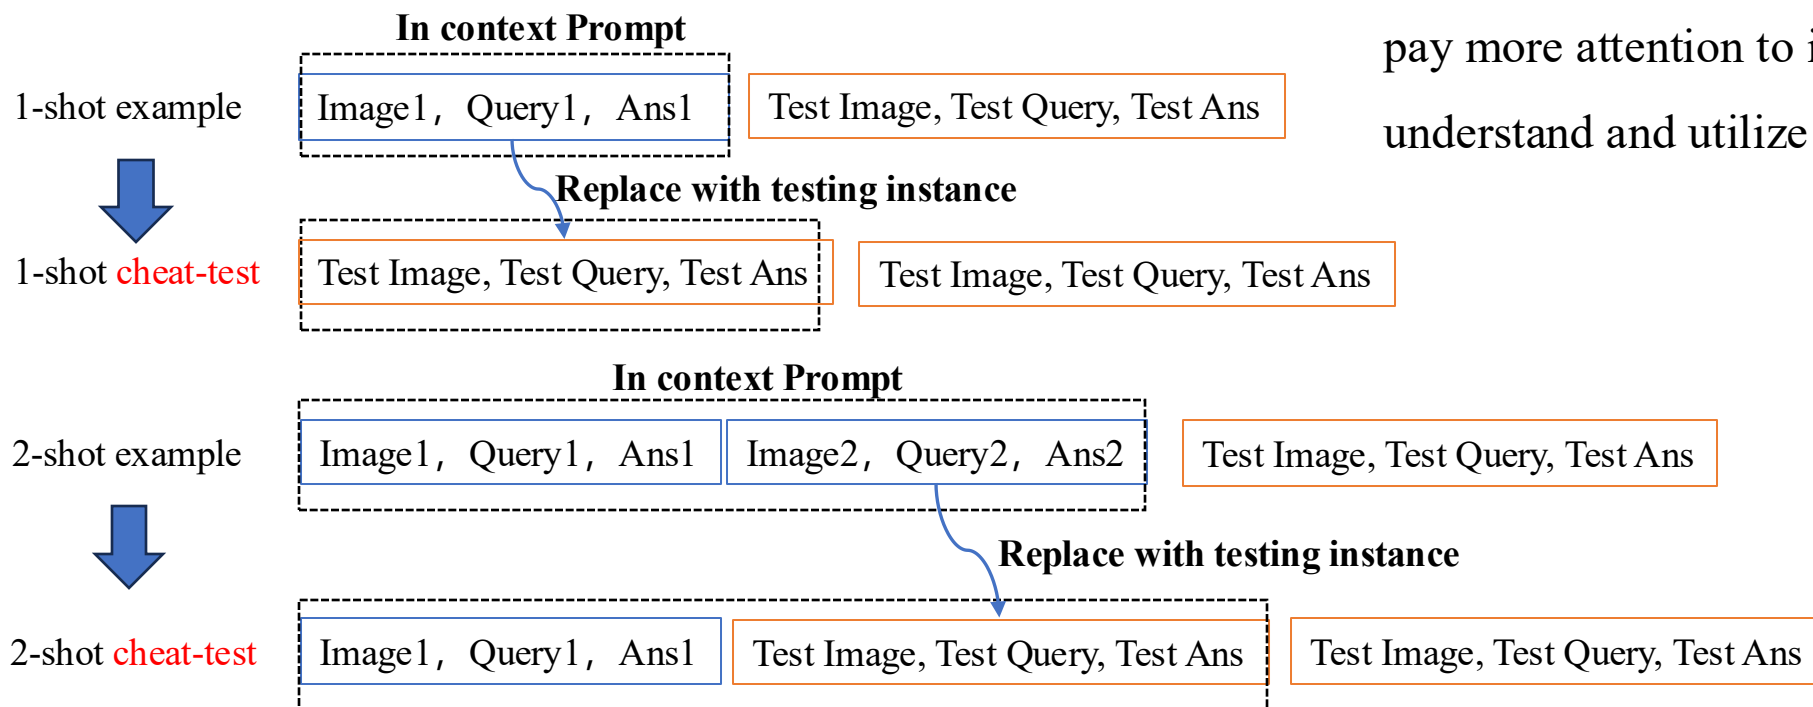 In context Prompt
pay more attention to i
1-shot example
Image1, Query1, Ans1
Test Image, Test Query, Test Ans
understand and utilize
Replace with testing instance
1-shot cheat-test
Test Image, Test Query, Test Ans
Test Image, Test Query, Test Ans
In context Prompt
2-shot example
Image1, Query1, Ans1
Image2, Query2, Ans2
Test Image, Test Query, Test Ans
Replace with testing instance
2-shot cheat-test
Image1, Query1, Ans1
Test Image, Test Query, Test Ans
Test Image, Test Query, Test Ans